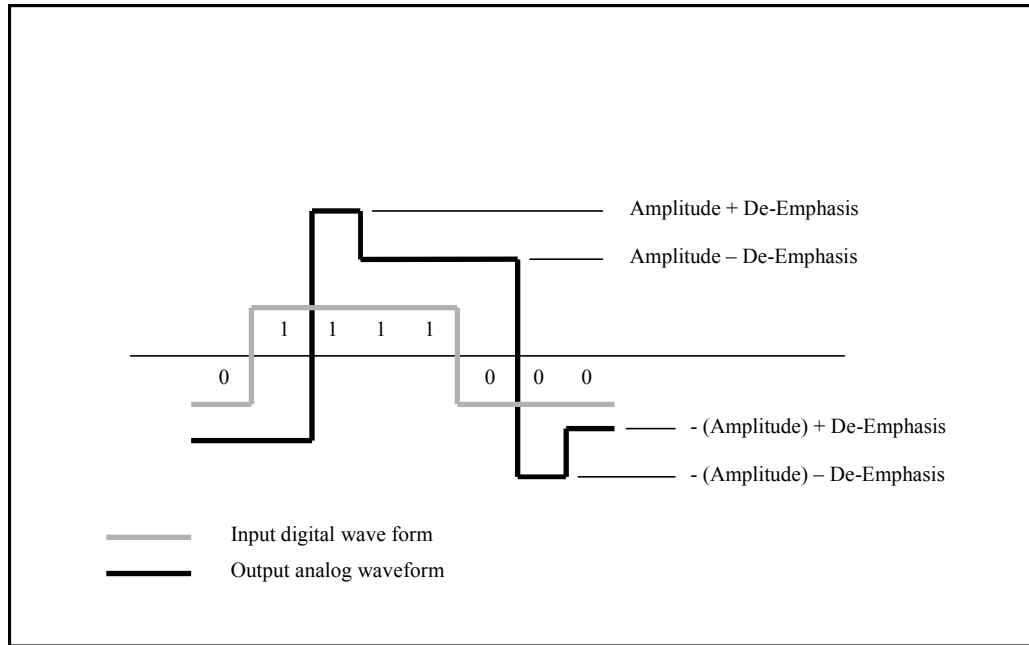 Amplitude + De-Emphasis
Amplitude – De-Emphasis
1 1 1 1
0 0 0 0
- (Amplitude) + De-Emphasis
- (Amplitude) – De-Emphasis
Input digital wave form
Output analog waveform